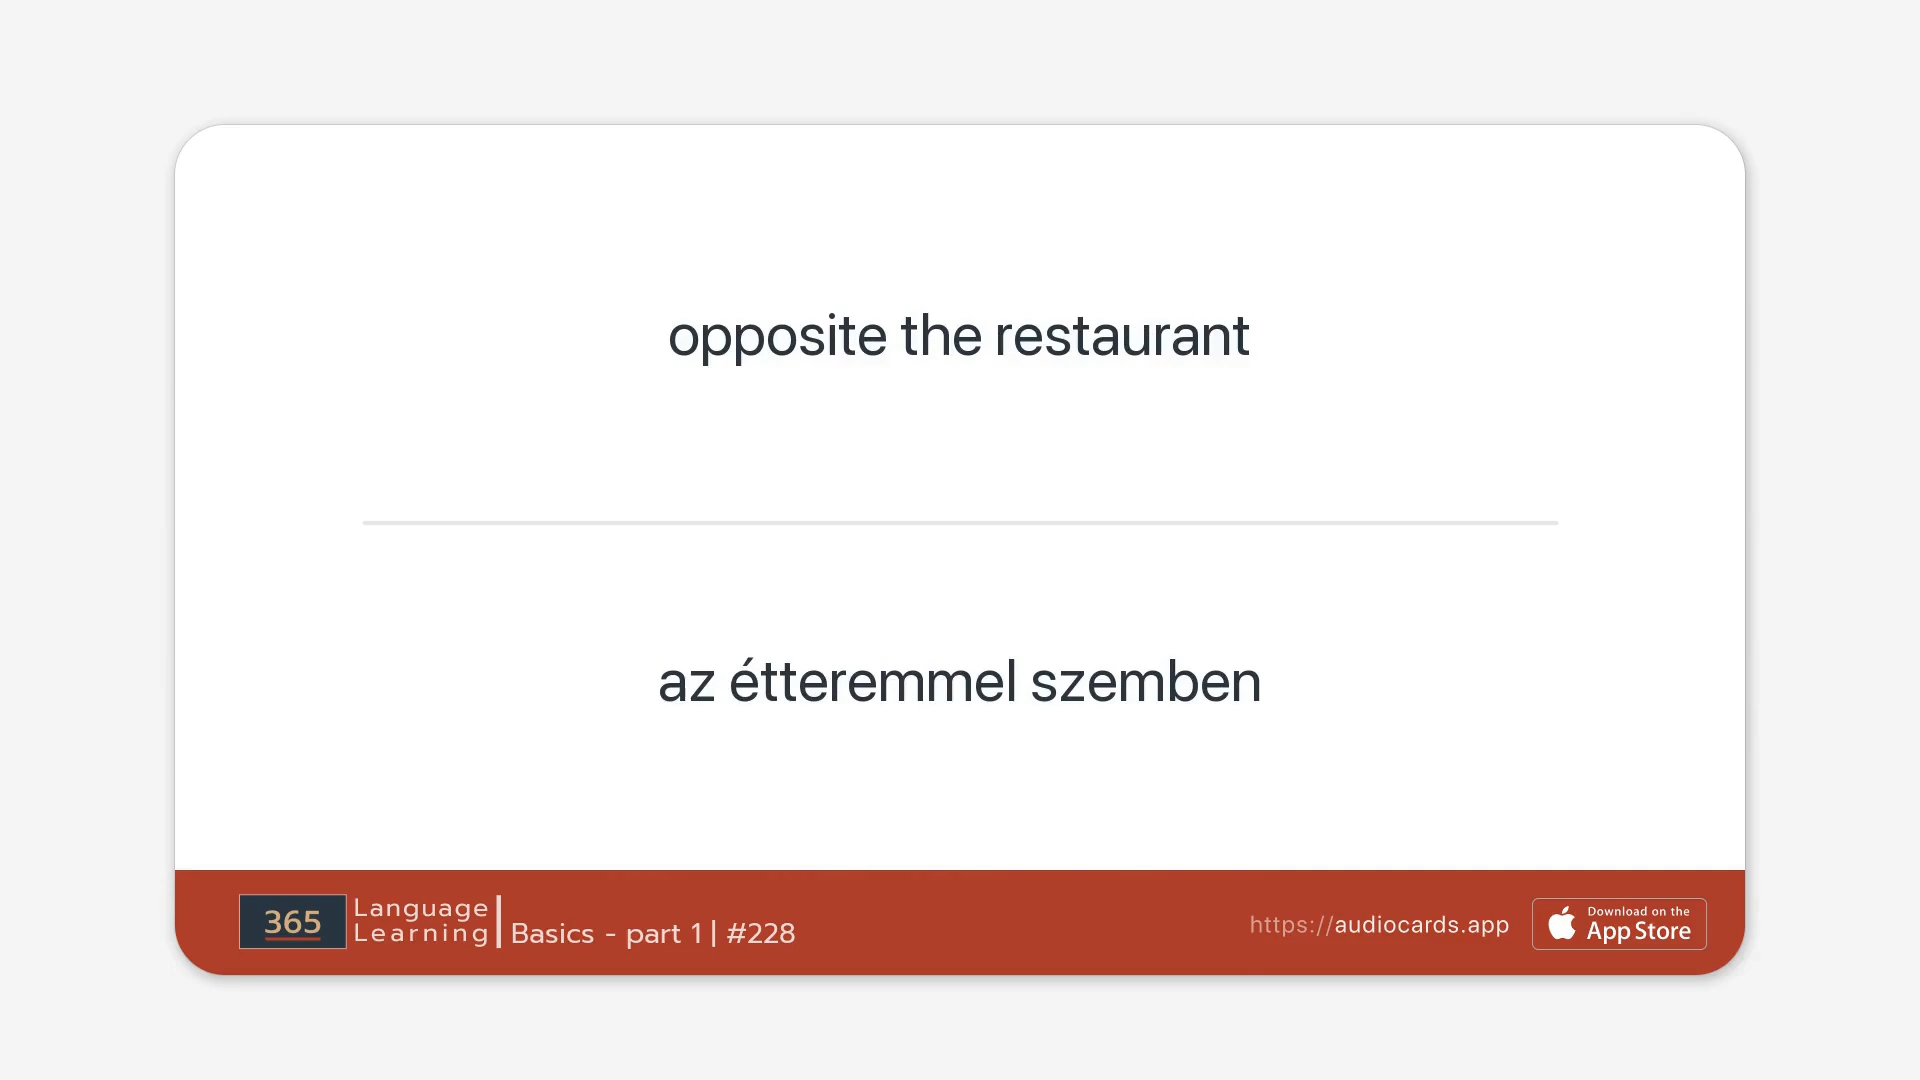 opposite the restaurant
az étteremmel szemben
365
Language
Learning
Basics - part 1 | #228
https://audiocards.app
Download on the
App Store